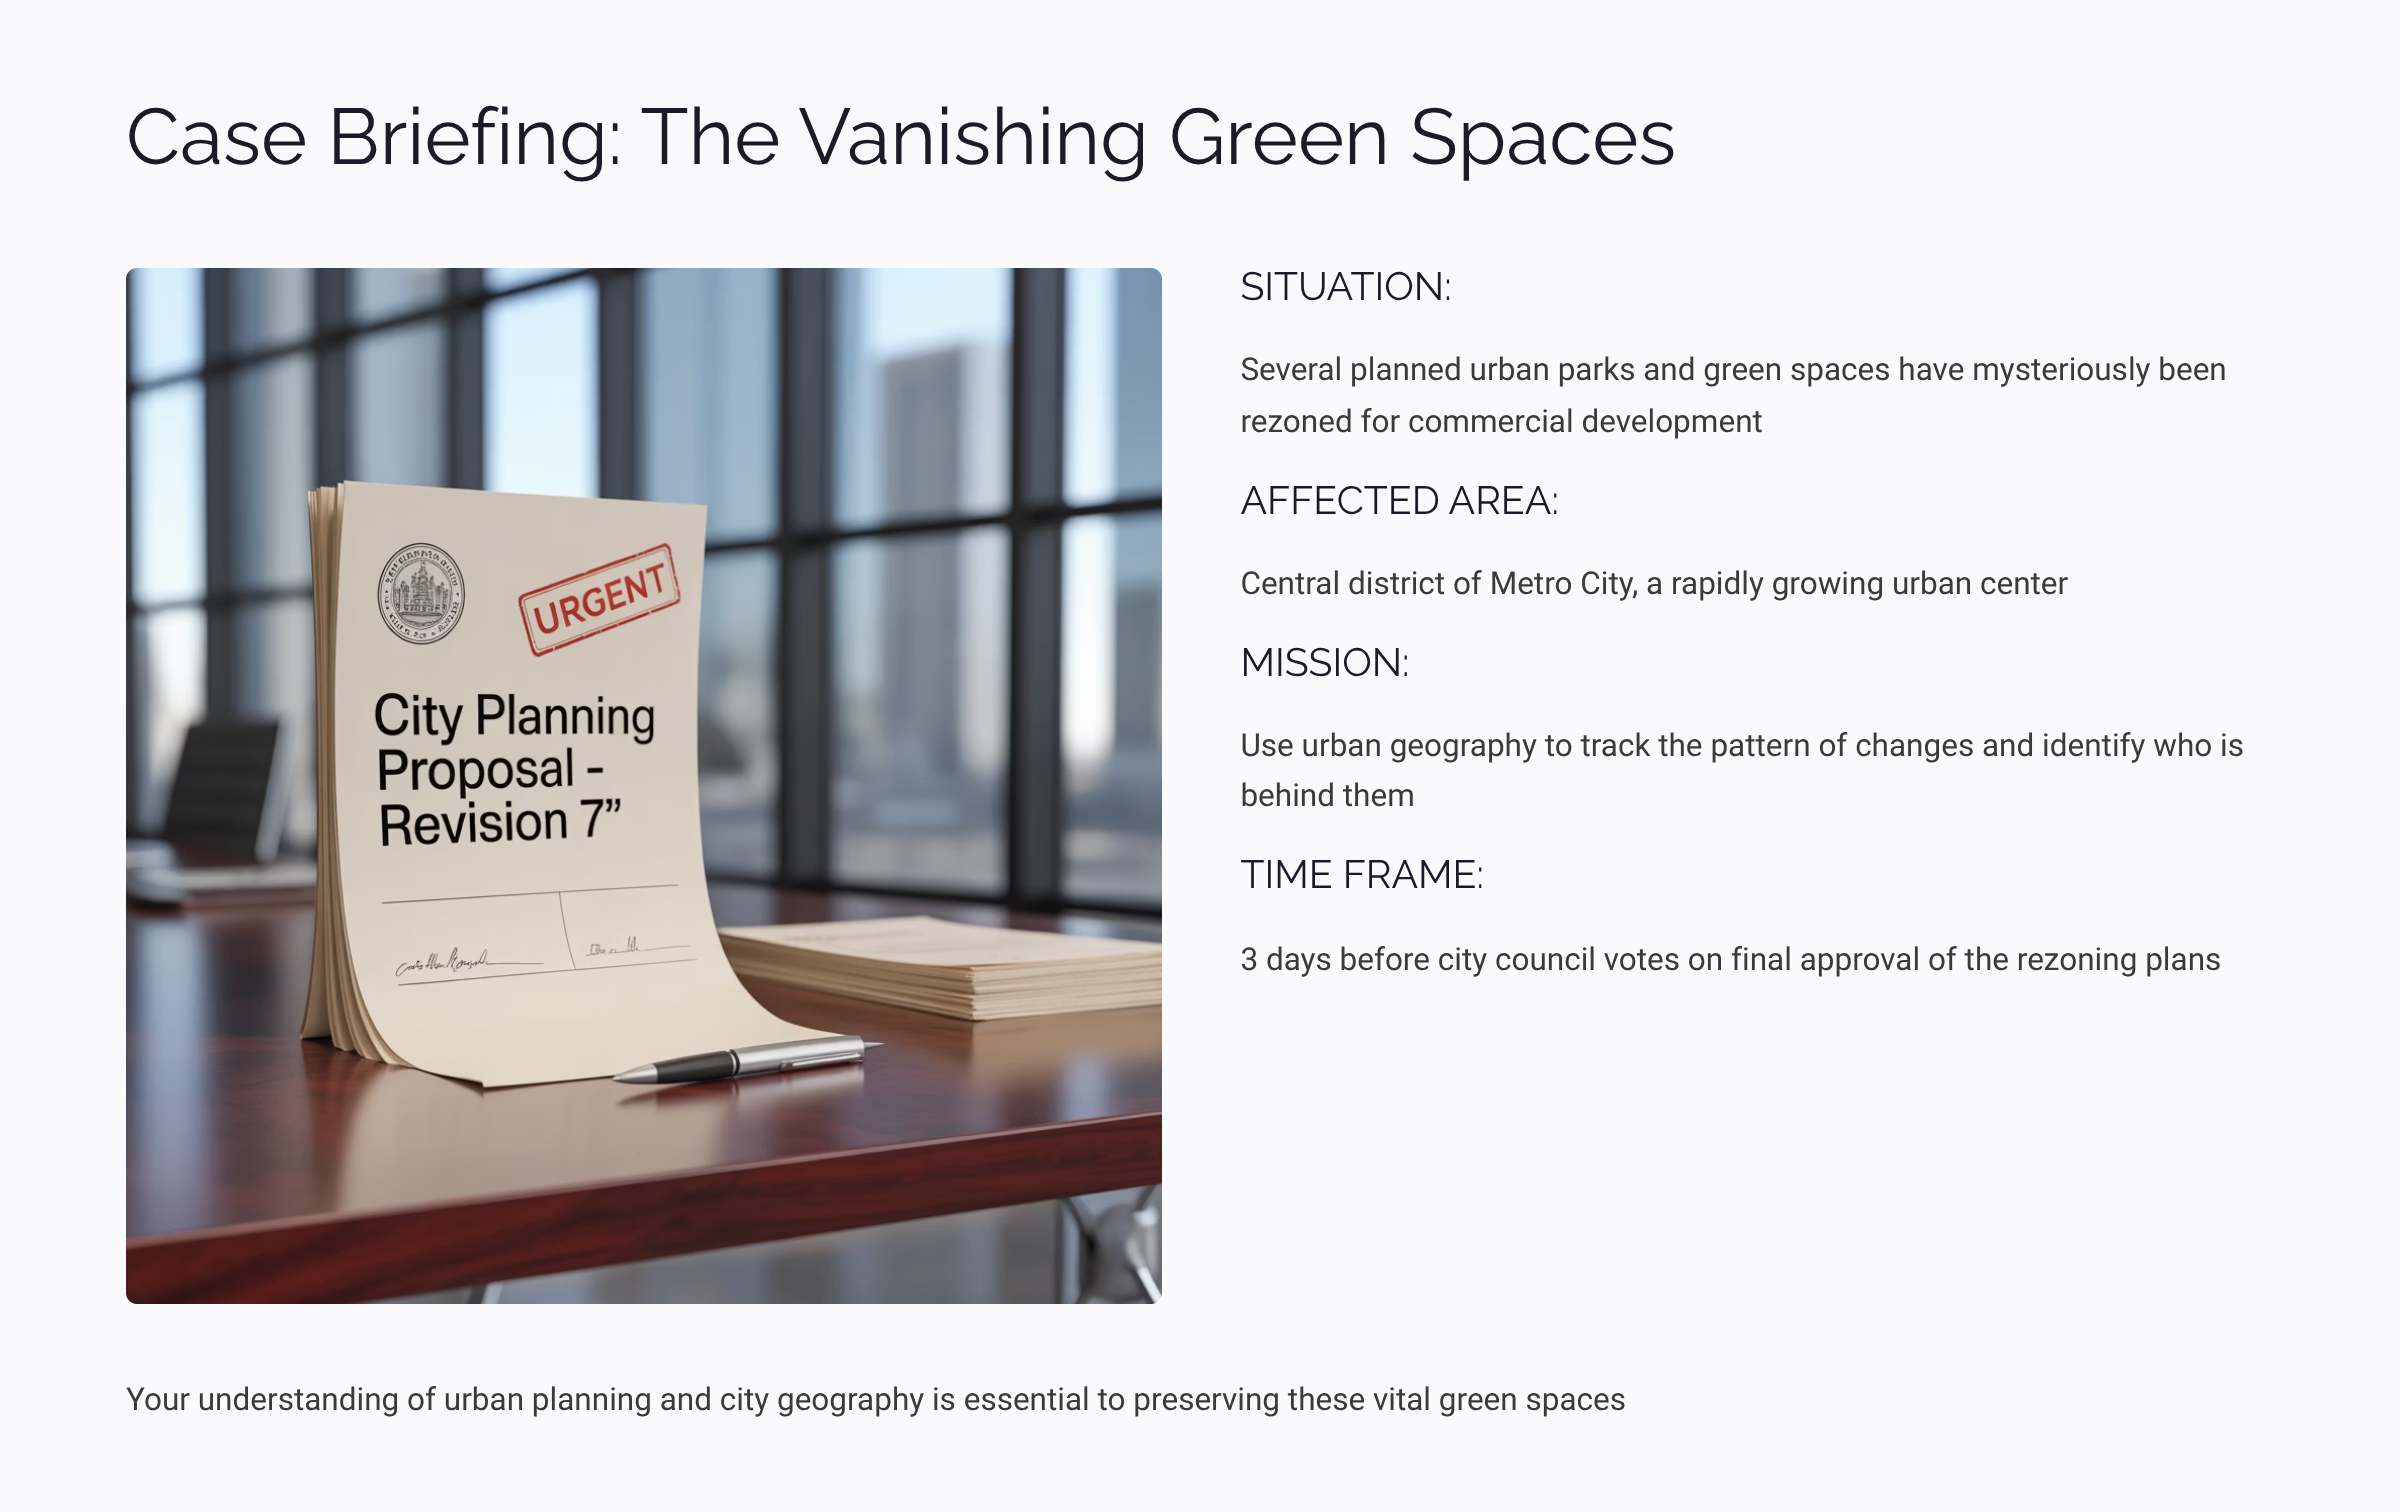 Case Briefing: The Vanishing Green Spaces
URGENT
City Planning
Proposal -
Revision 7”
SITUATION:
Several planned urban parks and green spaces have mysteriously been
rezoned for commercial development
AFFECTED AREA:
Central district of Metro City, a rapidly growing urban center
MISSION:
Use urban geography to track the pattern of changes and identify who is
behind them
TIME FRAME:
3 days before city council votes on final approval of the rezoning plans
Your understanding of urban planning and city geography is essential to preserving these vital green spaces